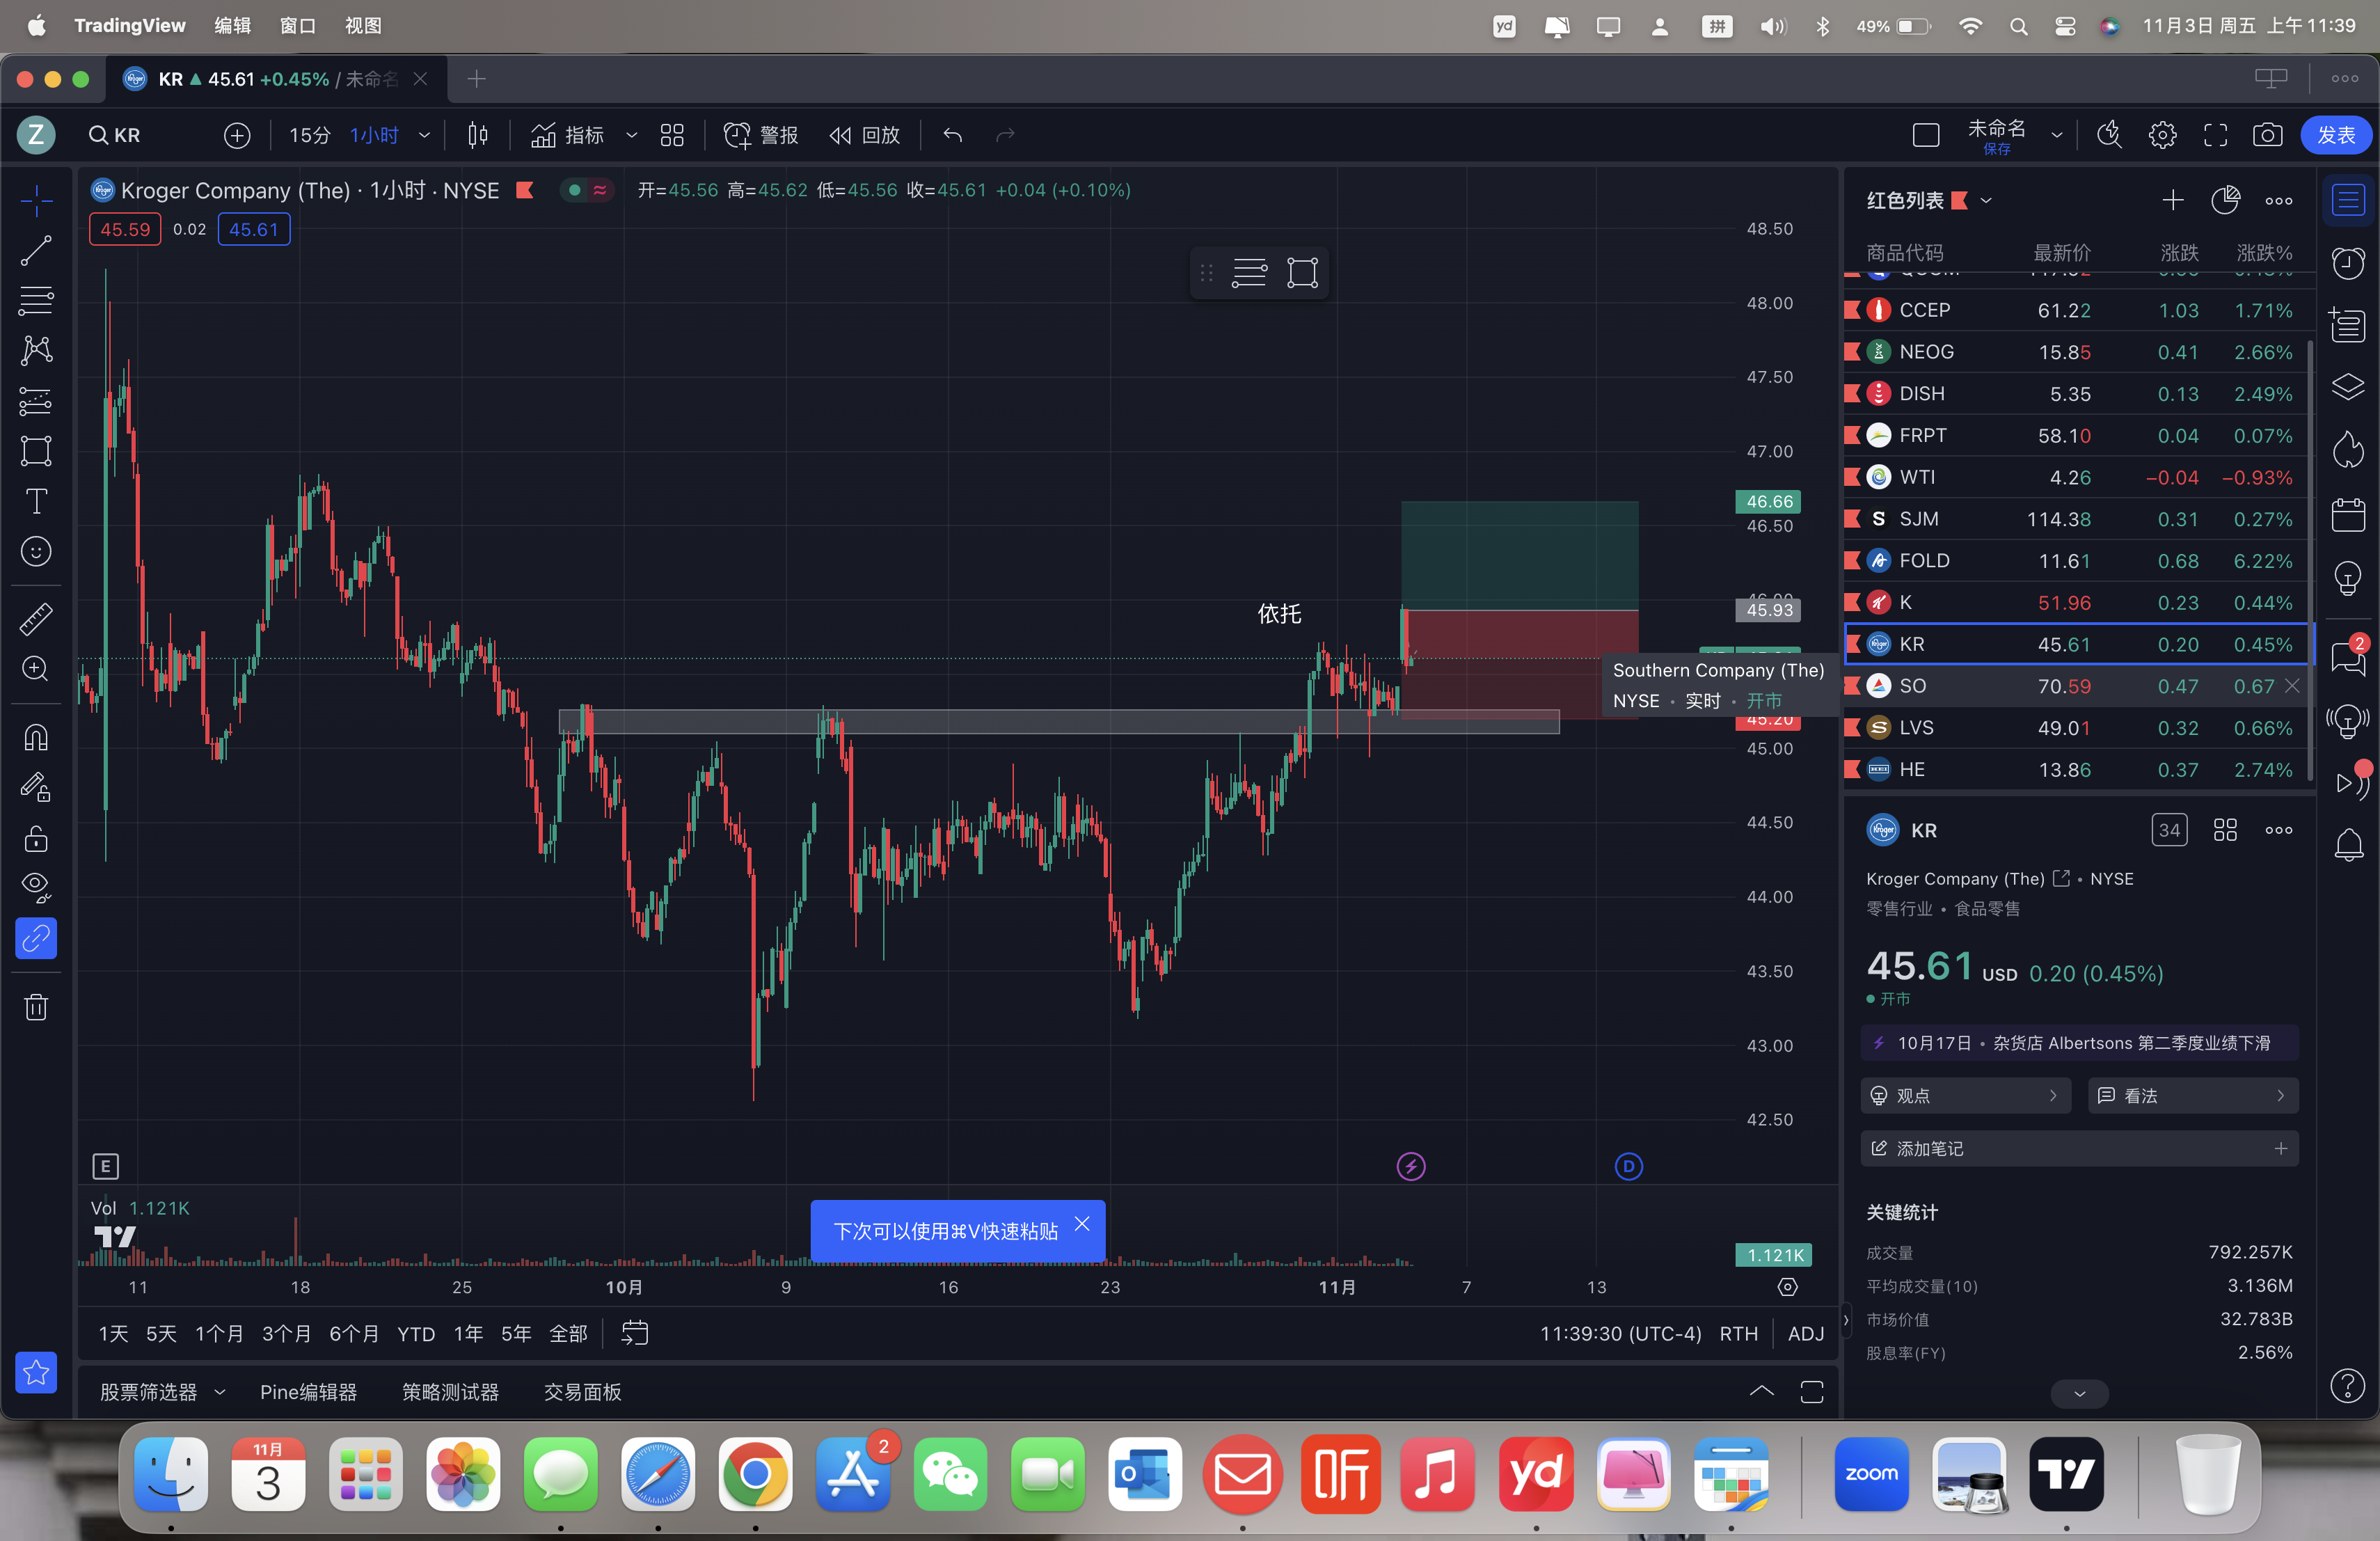 TradingView 编辑 窗口 视图
yd 拼 49% 11月3日 周五 上午 11:39
KR 45.61 +0.45% / 未命名
Z KR 15分 1小时 指标 警报 回放 未命名 发表
保存
Kroger Company (The) · 1小时 · NYSE 开=45.56 高=45.62 低=45.56 收=45.61 +0.04 (+0.10%)
45.59 0.02 45.61
48.50
48.00
47.50
47.00
46.66
46.50
45.93
依托
45.20
45.00
44.50
44.00
43.50
43.00
42.50
Southern Company (The)
NYSE • 实时 • 开市
E D
Vol 1.121K
下次可以使用⌘V快速粘贴
1.121K
11 18 25 10月 9 16 23 11月 7 13
1天 5天 1个月 3个月 6个月 YTD 1年 5年 全部 11:39:30 (UTC-4) RTH ADJ
股票筛选器 Pine编辑器 策略测试器 交易面板
红色列表
商品代码 最新价 涨跌 涨跌%
CCEP 61.22 1.03 1.71%
NEOG 15.85 0.41 2.66%
DISH 5.35 0.13 2.49%
FRPT 58.10 0.04 0.07%
WTI 4.26 −0.04 −0.93%
SJM 114.38 0.31 0.27%
FOLD 11.61 0.68 6.22%
K 51.96 0.23 0.44%
KR 45.61 0.20 0.45%
SO 70.59 0.47 0.67
LVS 49.01 0.32 0.66%
HE 13.86 0.37 2.74%
2
KR 34
Kroger Company (The) • NYSE
零售行业 • 食品零售
45.61 USD 0.20 (0.45%)
开市
10月17日 • 杂货店 Albertsons 第二季度业绩下滑
观点 看法
添加笔记
关键统计
成交量 792.257K
平均成交量(10) 3.136M
市场价值 32.783B
股息率(FY) 2.56%
11月
3
2
听
yd
zoom